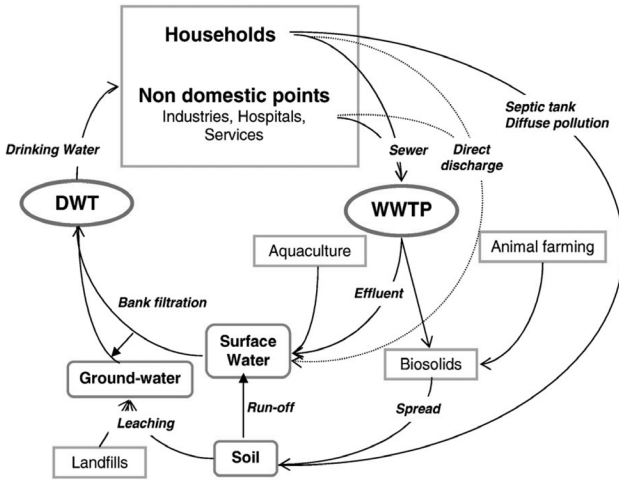 Households
Non domestic points
Industries, Hospitals,
Services
Septic tank
Diffuse pollution
Drinking Water
Sewer
Direct
discharge
DWT
WWTP
Aquaculture
Animal farming
Bank filtration
Effluent
Surface
Water
Biosolids
Ground-water
Run-off
Spread
Leaching
Landfills
Soil